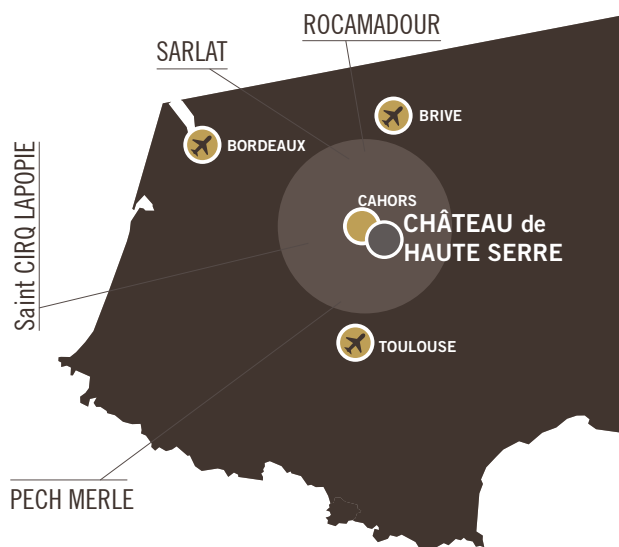 ROCAMADOUR
SARLAT
BRIVE
BORDEAUX
Saint CIRQ LAPOPIE
CAHORS
CHÂTEAU de
HAUTE SERRE
TOULOUSE
PECH MERLE